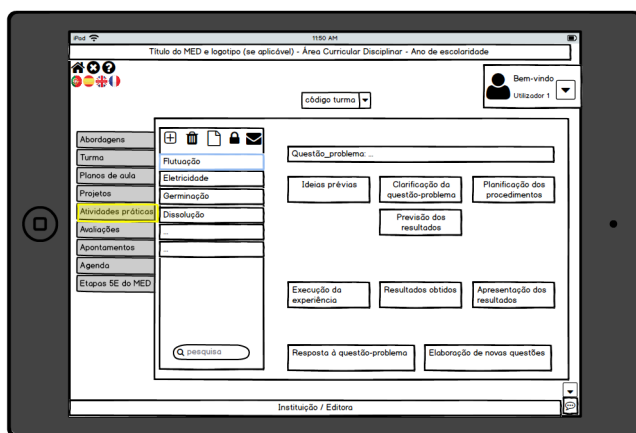 iPad
11:50 AM
Título do MED e logotipo (se aplicável) - Área Curricular Disciplinar - Ano de escolaridade
Bem-vindo
Utilizador 1
código turma
Abordagens
Turma
Planos de aula
Projetos
Atividades práticas
Avaliações
Apontamentos
Agenda
Etapas 5E do MED
Flutuação
Eletricidade
Germinação
Dissolução
...
...
pesquisa
Questão_problema: ...
Ideias prévias
Clarificação da
questão-problema
Planificação dos
procedimentos
Previsão dos
resultados
Execução da
experiência
Resultados obtidos
Apresentação dos
resultados
Resposta à questão-problema
Elaboração de novas questões
Instituição / Editora